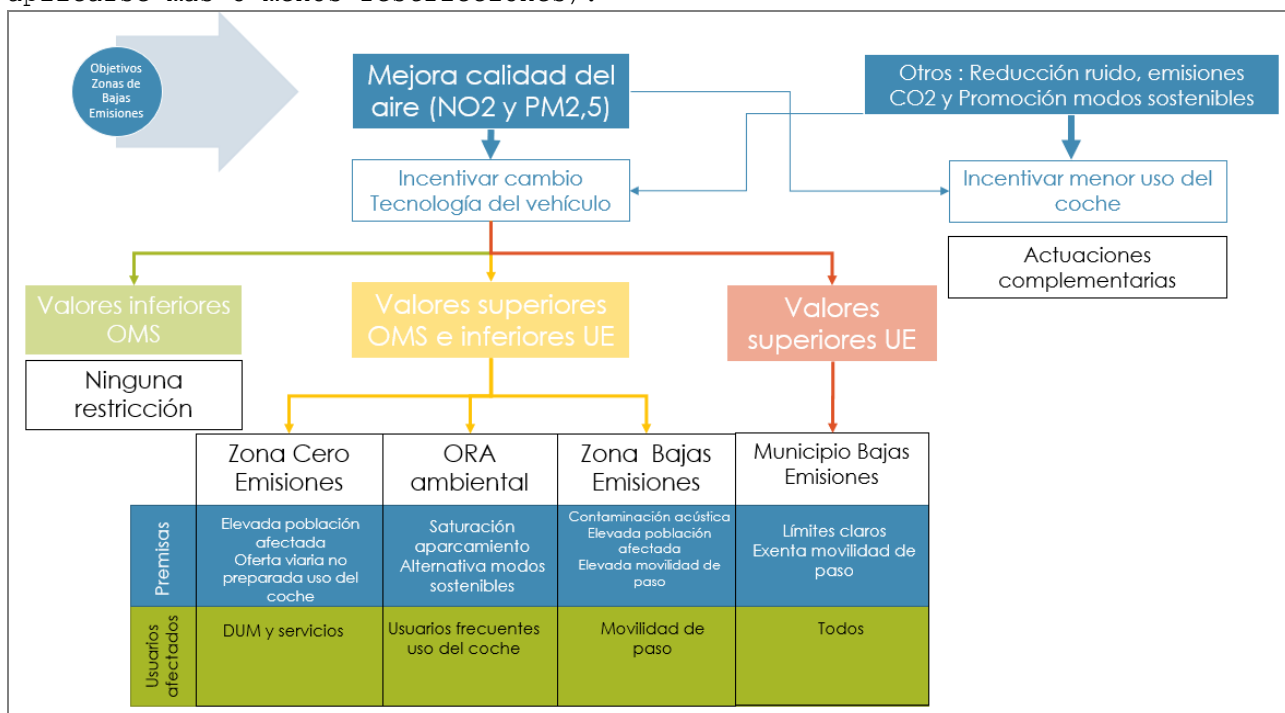 aplicarse más o menos restricciones).
Objetivos
Zonas de
Bajas
Emisiones
Mejora calidad del
aire (NO2 y PM2,5)
Otros : Reducción ruido, emisiones
CO2 y Promoción modos sostenibles
Incentivar cambio
Tecnología del vehículo
Incentivar menor uso del
coche
Actuaciones
complementarias
Valores inferiores
OMS
Valores superiores
OMS e inferiores UE
Valores
superiores UE
Ninguna
restricción
Zona Cero
Emisiones
ORA
ambiental
Zona Bajas
Emisiones
Municipio Bajas
Emisiones
Premisas
Elevada población
afectada
Oferta viaria no
preparada uso del
coche
Saturación
aparcamiento
Alternativa modos
sostenibles
Contaminación acústica
Elevada población
afectada
Elevada movilidad de
paso
Límites claros
Exenta movilidad de
paso
Usuarios
afectados
DUM y servicios
Usuarios frecuentes
uso del coche
Movilidad de
paso
Todos